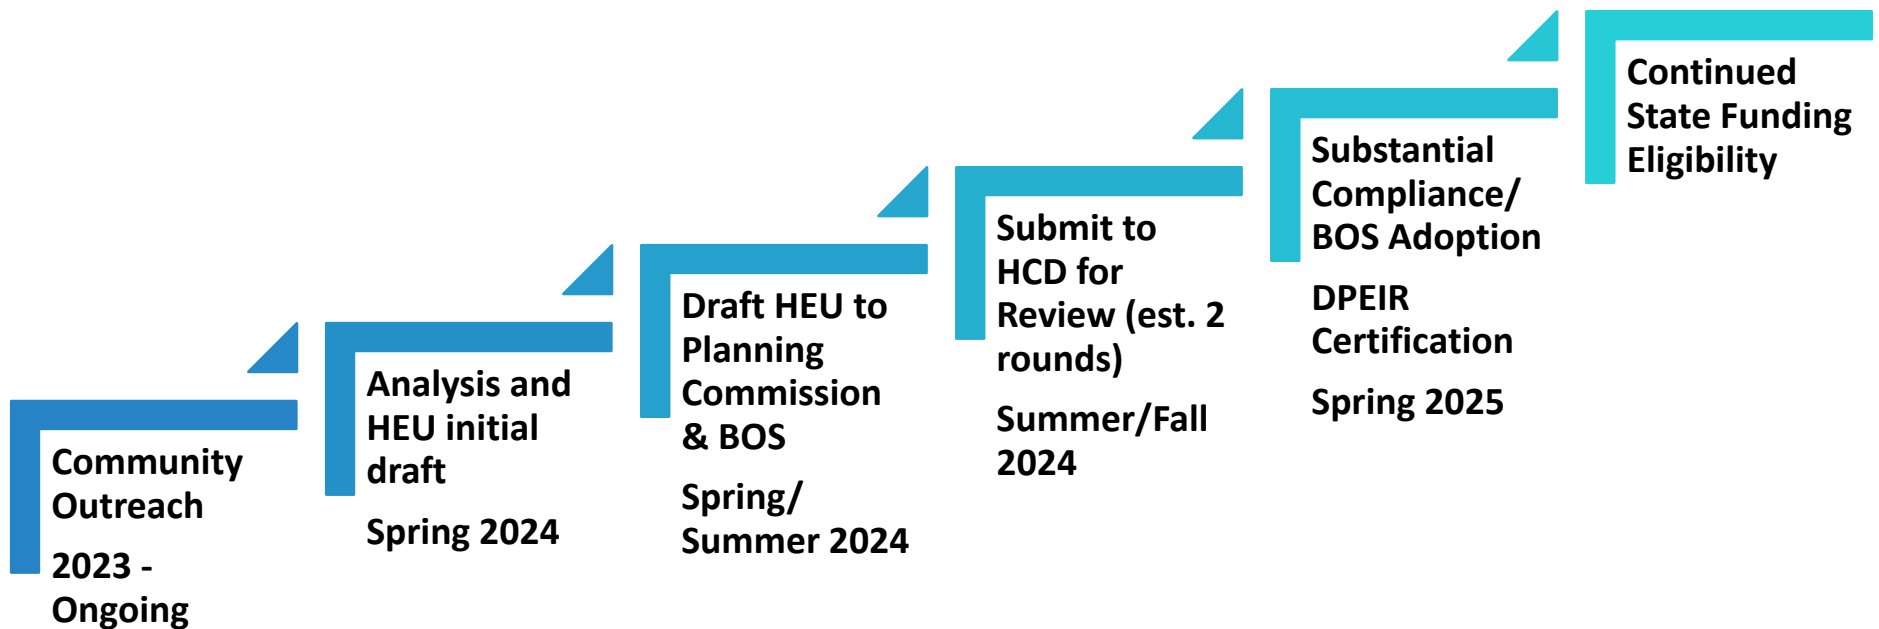 Community
Outreach
2023 -
Ongoing
Analysis and
HEU initial
draft
Spring 2024
Draft HEU to
Planning
Commission
& BOS
Spring/
Summer 2024
Submit to
HCD for
Review (est. 2
rounds)
Summer/Fall
2024
Substantial
Compliance/
BOS Adoption
DPEIR
Certification
Spring 2025
Continued
State Funding
Eligibility